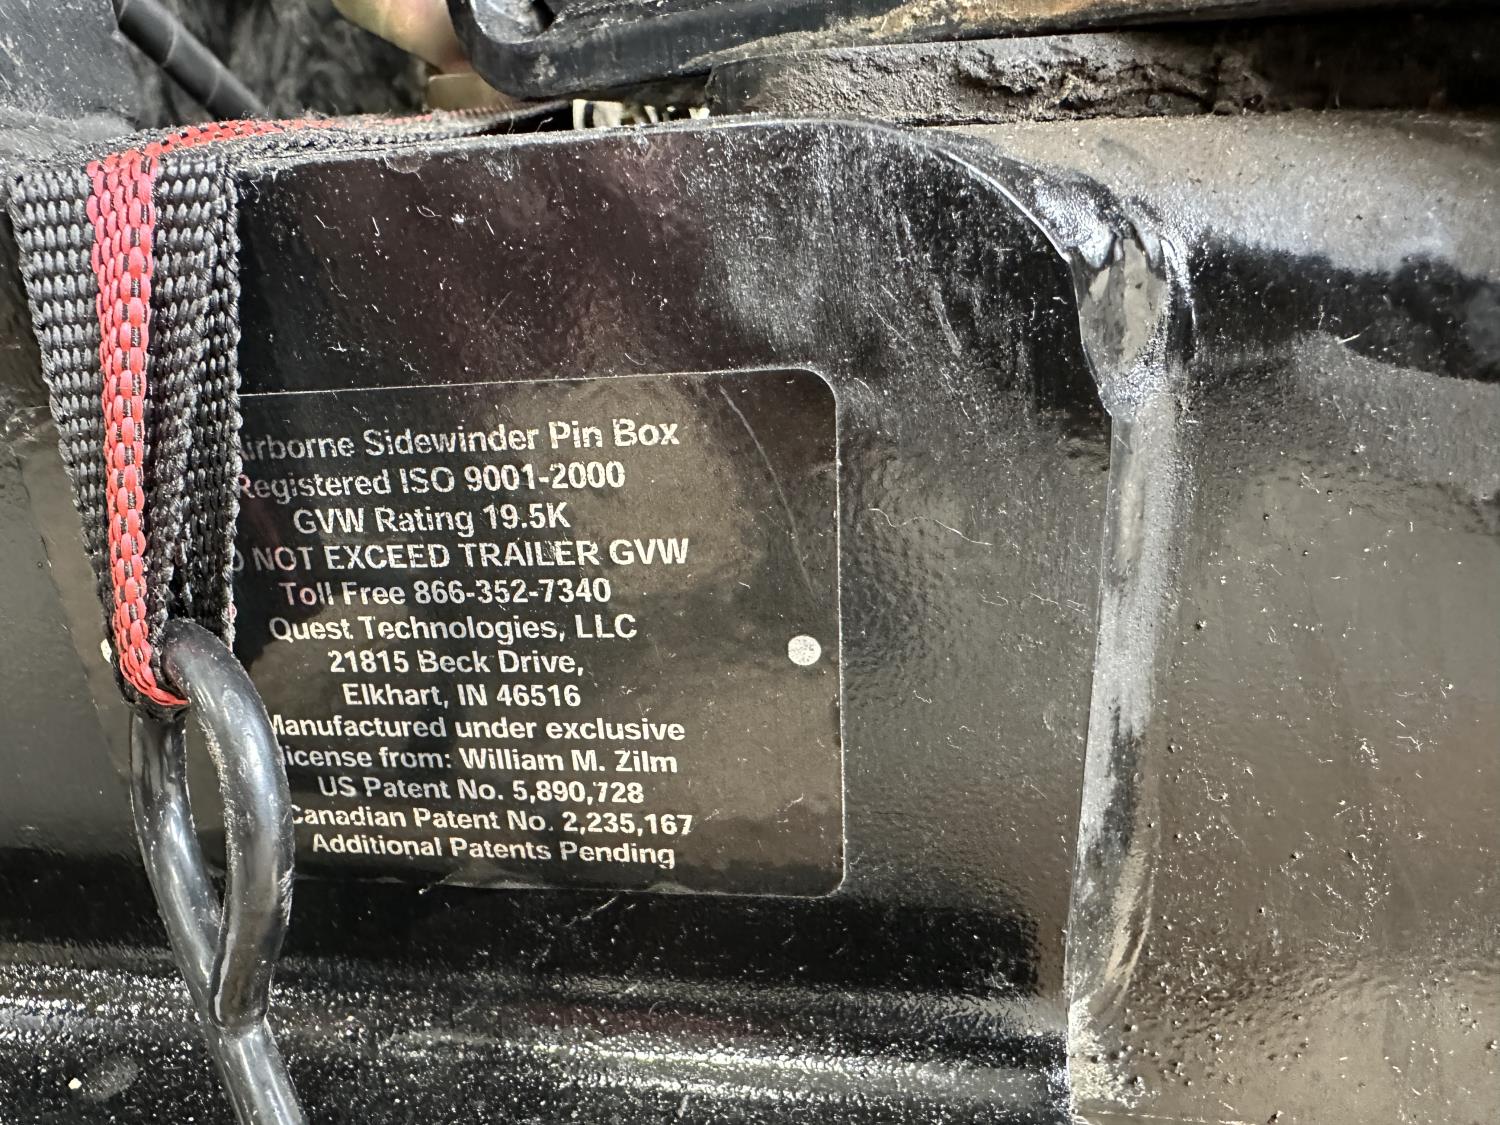 Airborne Sidewinder Pin Box
Registered ISO 9001-2000
GVW Rating 19.5K
NOT EXCEED TRAILER GVW
Toll Free 866-352-7340
Quest Technologies, LLC
21815 Beck Drive,
Elkhart, IN 46516
Manufactured under exclusive
license from: William M. Zilm
US Patent No. 5,890,728
Canadian Patent No. 2,235,167
Additional Patents Pending